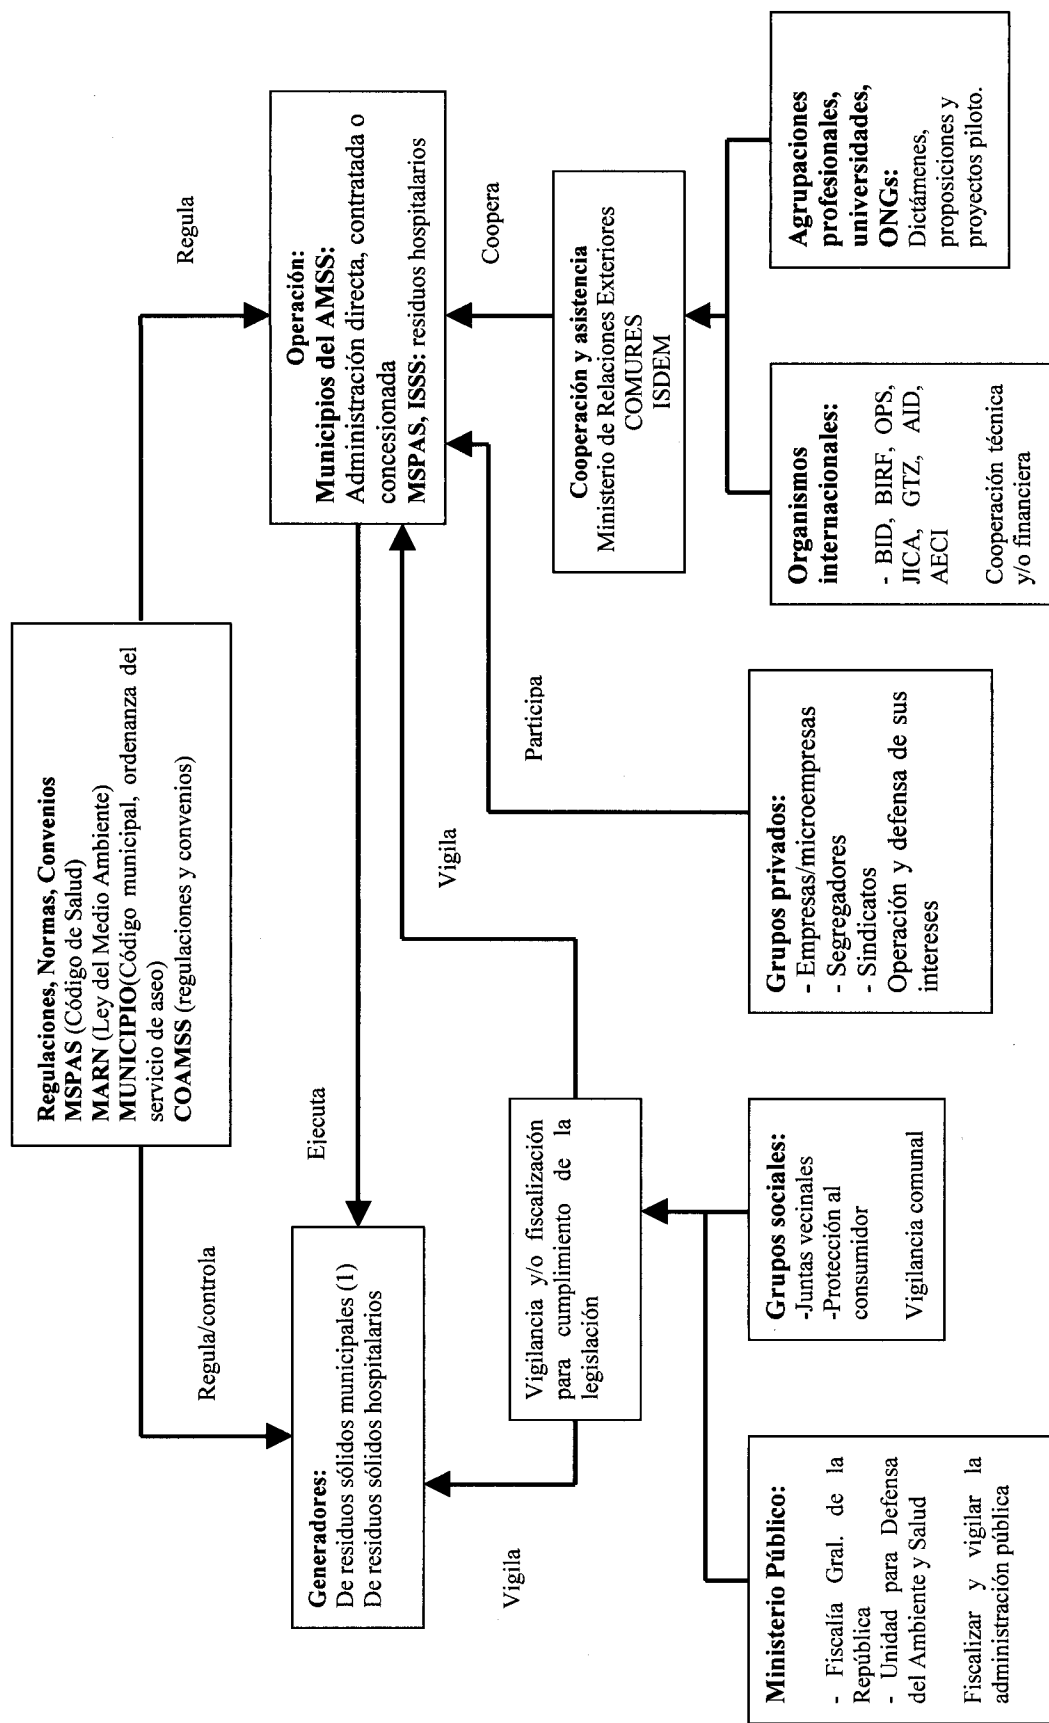 Regulaciones, Normas, Convenios
MSPAS (Código de Salud)
MARN (Ley del Medio Ambiente)
MUNICIPIO(Código municipal, ordenanza del
servicio de aseo)
COAMSS (regulaciones y convenios)
Regula/controla
Regula
Generadores:
De residuos sólidos municipales (1)
De residuos sólidos hospitalarios
Ejecuta
Operación:
Municipios del AMSS:
Administración directa, contratada o
concesionada
MSPAS, ISSS: residuos hospitalarios
Vigila
Vigila
Participa
Coopera
Vigilancia y/o fiscalización
para cumplimiento de la
legislación
Cooperación y asistencia
Ministerio de Relaciones Exteriores
COMURES
ISDEM
Ministerio Público:
- Fiscalía Gral. de la
República
- Unidad para Defensa
del Ambiente y Salud
Fiscalizar y vigilar la
administración pública
Grupos sociales:
-Juntas vecinales
-Protección al
consumidor
Vigilancia comunal
Grupos privados:
- Empresas/microempresas
- Segregadores
- Sindicatos
Operación y defensa de sus
intereses
Organismos
internacionales:
- BID, BIRF, OPS,
JICA, GTZ, AID,
AECI
Cooperación técnica
y/o financiera
Agrupaciones
profesionales,
universidades,
ONGs:
Dictámenes,
proposiciones y
proyectos piloto.